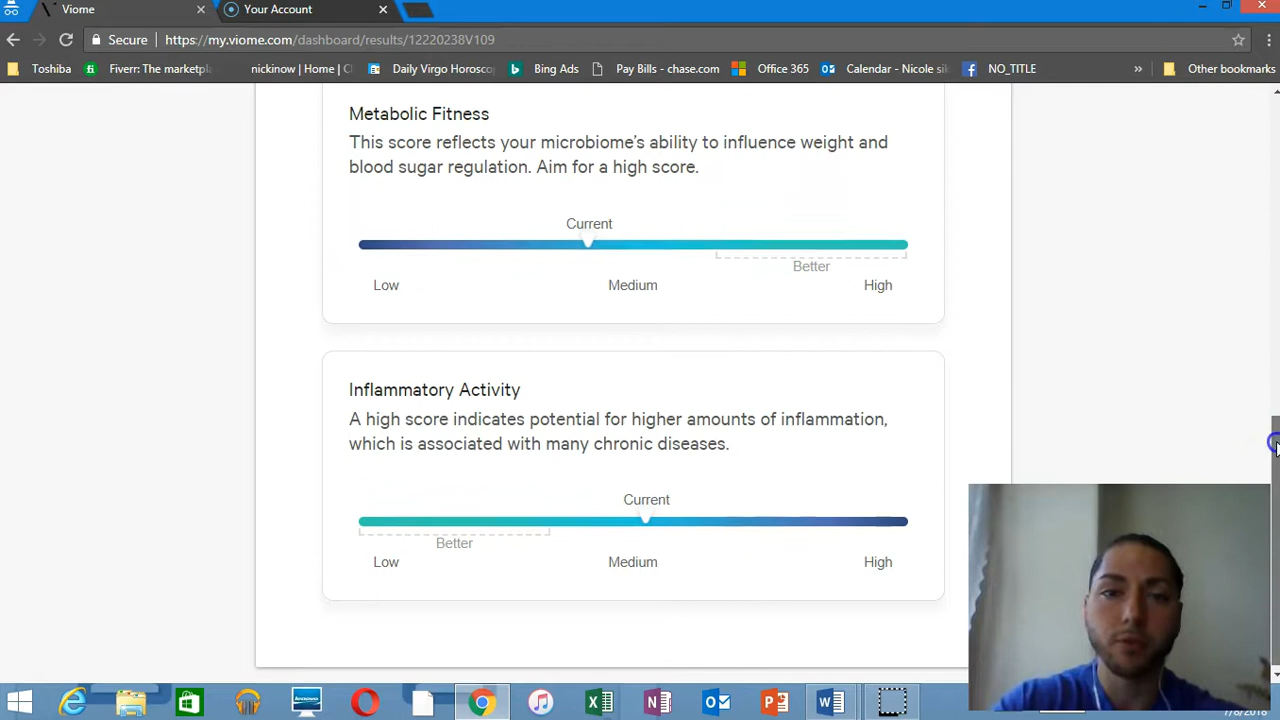 Viome
Your Account
Secure https://my.viome.com/dashboard/results/12220238V109
Toshiba Fiverr: The marketpl nickinow | Home | Cl Daily Virgo Horosco Bing Ads Pay Bills - chase.com Office 365 Calendar - Nicole sil NO_TITLE » Other bookmarks
Metabolic Fitness
This score reflects your microbiome's ability to influence weight and
blood sugar regulation. Aim for a high score.
Current
Better
Low Medium High
Inflammatory Activity
A high score indicates potential for higher amounts of inflammation,
which is associated with many chronic diseases.
Current
Better
Low Medium High